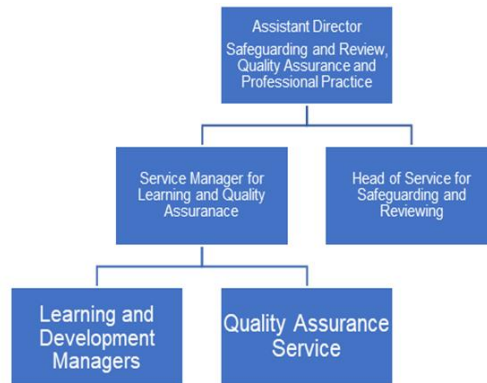 Assistant Director
Safeguarding and Review,
Quality Assurance and
Professional Practice
Service Manager for
Learning and Quality
Assuranace
Head of Service for
Safeguarding and
Reviewing
Learning and
Development
Managers
Quality Assurance
Service